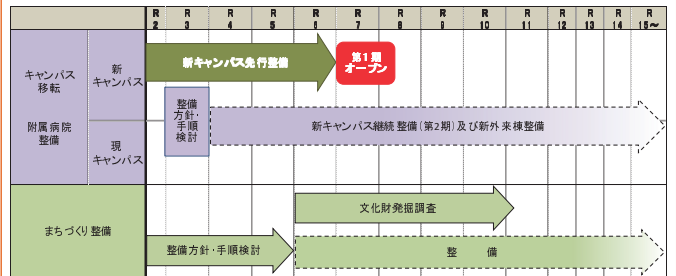 R R R R R R R R R R R R R R
2 3 4 5 6 7 8 9 10 11 12 13 14 15～
キャンパス
移転
附属病院
整備
新
キャンパス
現
キャンパス
新キャンパス先行整備
第1期
オープン
整備
方針・
手順
検討
新キャンパス継続整備（第2期）及び新外来棟整備
まちづくり整備
文化財発掘調査
整備方針・手順検討
整 備